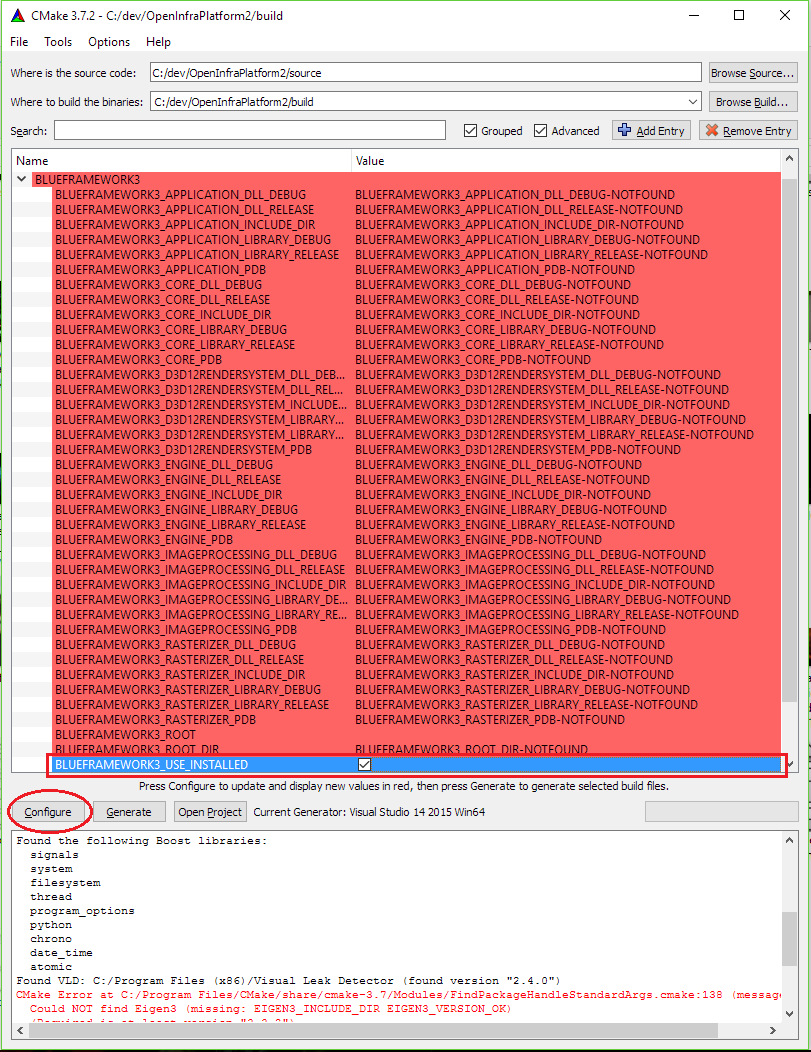 CMake 3.7.2 - C:/dev/OpenInfraPlatform2/build
File Tools Options Help
Where is the source code: C:/dev/OpenInfraPlatform2/source Browse Source...
Where to build the binaries: C:/dev/OpenInfraPlatform2/build Browse Build...
Search: Grouped Advanced Add Entry Remove Entry
Name Value
BLUEFRAMEWORK3
BLUEFRAMEWORK3_APPLICATION_DLL_DEBUG BLUEFRAMEWORK3_APPLICATION_DLL_DEBUG-NOTFOUND
BLUEFRAMEWORK3_APPLICATION_DLL_RELEASE BLUEFRAMEWORK3_APPLICATION_DLL_RELEASE-NOTFOUND
BLUEFRAMEWORK3_APPLICATION_INCLUDE_DIR BLUEFRAMEWORK3_APPLICATION_INCLUDE_DIR-NOTFOUND
BLUEFRAMEWORK3_APPLICATION_LIBRARY_DEBUG BLUEFRAMEWORK3_APPLICATION_LIBRARY_DEBUG-NOTFOUND
BLUEFRAMEWORK3_APPLICATION_LIBRARY_RELEASE BLUEFRAMEWORK3_APPLICATION_LIBRARY_RELEASE-NOTFOUND
BLUEFRAMEWORK3_APPLICATION_PDB BLUEFRAMEWORK3_APPLICATION_PDB-NOTFOUND
BLUEFRAMEWORK3_CORE_DLL_DEBUG BLUEFRAMEWORK3_CORE_DLL_DEBUG-NOTFOUND
BLUEFRAMEWORK3_CORE_DLL_RELEASE BLUEFRAMEWORK3_CORE_DLL_RELEASE-NOTFOUND
BLUEFRAMEWORK3_CORE_INCLUDE_DIR BLUEFRAMEWORK3_CORE_INCLUDE_DIR-NOTFOUND
BLUEFRAMEWORK3_CORE_LIBRARY_DEBUG BLUEFRAMEWORK3_CORE_LIBRARY_DEBUG-NOTFOUND
BLUEFRAMEWORK3_CORE_LIBRARY_RELEASE BLUEFRAMEWORK3_CORE_LIBRARY_RELEASE-NOTFOUND
BLUEFRAMEWORK3_CORE_PDB BLUEFRAMEWORK3_CORE_PDB-NOTFOUND
BLUEFRAMEWORK3_D3D12RENDERSYSTEM_DLL_DEB... BLUEFRAMEWORK3_D3D12RENDERSYSTEM_DLL_DEBUG-NOTFOUND
BLUEFRAMEWORK3_D3D12RENDERSYSTEM_DLL_REL... BLUEFRAMEWORK3_D3D12RENDERSYSTEM_DLL_RELEASE-NOTFOUND
BLUEFRAMEWORK3_D3D12RENDERSYSTEM_INCLUDE... BLUEFRAMEWORK3_D3D12RENDERSYSTEM_INCLUDE_DIR-NOTFOUND
BLUEFRAMEWORK3_D3D12RENDERSYSTEM_LIBRARY... BLUEFRAMEWORK3_D3D12RENDERSYSTEM_LIBRARY_DEBUG-NOTFOUND
BLUEFRAMEWORK3_D3D12RENDERSYSTEM_LIBRARY... BLUEFRAMEWORK3_D3D12RENDERSYSTEM_LIBRARY_RELEASE-NOTFOUND
BLUEFRAMEWORK3_D3D12RENDERSYSTEM_PDB BLUEFRAMEWORK3_D3D12RENDERSYSTEM_PDB-NOTFOUND
BLUEFRAMEWORK3_ENGINE_DLL_DEBUG BLUEFRAMEWORK3_ENGINE_DLL_DEBUG-NOTFOUND
BLUEFRAMEWORK3_ENGINE_DLL_RELEASE BLUEFRAMEWORK3_ENGINE_DLL_RELEASE-NOTFOUND
BLUEFRAMEWORK3_ENGINE_INCLUDE_DIR BLUEFRAMEWORK3_ENGINE_INCLUDE_DIR-NOTFOUND
BLUEFRAMEWORK3_ENGINE_LIBRARY_DEBUG BLUEFRAMEWORK3_ENGINE_LIBRARY_DEBUG-NOTFOUND
BLUEFRAMEWORK3_ENGINE_LIBRARY_RELEASE BLUEFRAMEWORK3_ENGINE_LIBRARY_RELEASE-NOTFOUND
BLUEFRAMEWORK3_ENGINE_PDB BLUEFRAMEWORK3_ENGINE_PDB-NOTFOUND
BLUEFRAMEWORK3_IMAGEPROCESSING_DLL_DEBUG BLUEFRAMEWORK3_IMAGEPROCESSING_DLL_DEBUG-NOTFOUND
BLUEFRAMEWORK3_IMAGEPROCESSING_DLL_RELEASE BLUEFRAMEWORK3_IMAGEPROCESSING_DLL_RELEASE-NOTFOUND
BLUEFRAMEWORK3_IMAGEPROCESSING_INCLUDE_DIR BLUEFRAMEWORK3_IMAGEPROCESSING_INCLUDE_DIR-NOTFOUND
BLUEFRAMEWORK3_IMAGEPROCESSING_LIBRARY_DE... BLUEFRAMEWORK3_IMAGEPROCESSING_LIBRARY_DEBUG-NOTFOUND
BLUEFRAMEWORK3_IMAGEPROCESSING_LIBRARY_RE... BLUEFRAMEWORK3_IMAGEPROCESSING_LIBRARY_RELEASE-NOTFOUND
BLUEFRAMEWORK3_IMAGEPROCESSING_PDB BLUEFRAMEWORK3_IMAGEPROCESSING_PDB-NOTFOUND
BLUEFRAMEWORK3_RASTERIZER_DLL_DEBUG BLUEFRAMEWORK3_RASTERIZER_DLL_DEBUG-NOTFOUND
BLUEFRAMEWORK3_RASTERIZER_DLL_RELEASE BLUEFRAMEWORK3_RASTERIZER_DLL_RELEASE-NOTFOUND
BLUEFRAMEWORK3_RASTERIZER_INCLUDE_DIR BLUEFRAMEWORK3_RASTERIZER_INCLUDE_DIR-NOTFOUND
BLUEFRAMEWORK3_RASTERIZER_LIBRARY_DEBUG BLUEFRAMEWORK3_RASTERIZER_LIBRARY_DEBUG-NOTFOUND
BLUEFRAMEWORK3_RASTERIZER_LIBRARY_RELEASE BLUEFRAMEWORK3_RASTERIZER_LIBRARY_RELEASE-NOTFOUND
BLUEFRAMEWORK3_RASTERIZER_PDB BLUEFRAMEWORK3_RASTERIZER_PDB-NOTFOUND
BLUEFRAMEWORK3_ROOT
BLUEFRAMEWORK3_ROOT_DIR BLUEFRAMEWORK3_ROOT_DIR-NOTFOUND
BLUEFRAMEWORK3_USE_INSTALLED
Press Configure to update and display new values in red, then press Generate to generate selected build files.
Configure Generate Open Project Current Generator: Visual Studio 14 2015 Win64
Found the following Boost libraries:
signals
system
filesystem
thread
program_options
python
chrono
date_time
atomic
Found VLD: C:/Program Files (x86)/Visual Leak Detector (found version "2.4.0")
CMake Error at C:/Program Files/CMake/share/cmake-3.7/Modules/FindPackageHandleStandardArgs.cmake:138 (message
Could NOT find Eigen3 (missing: EIGEN3_INCLUDE_DIR EIGEN3_VERSION_OK)